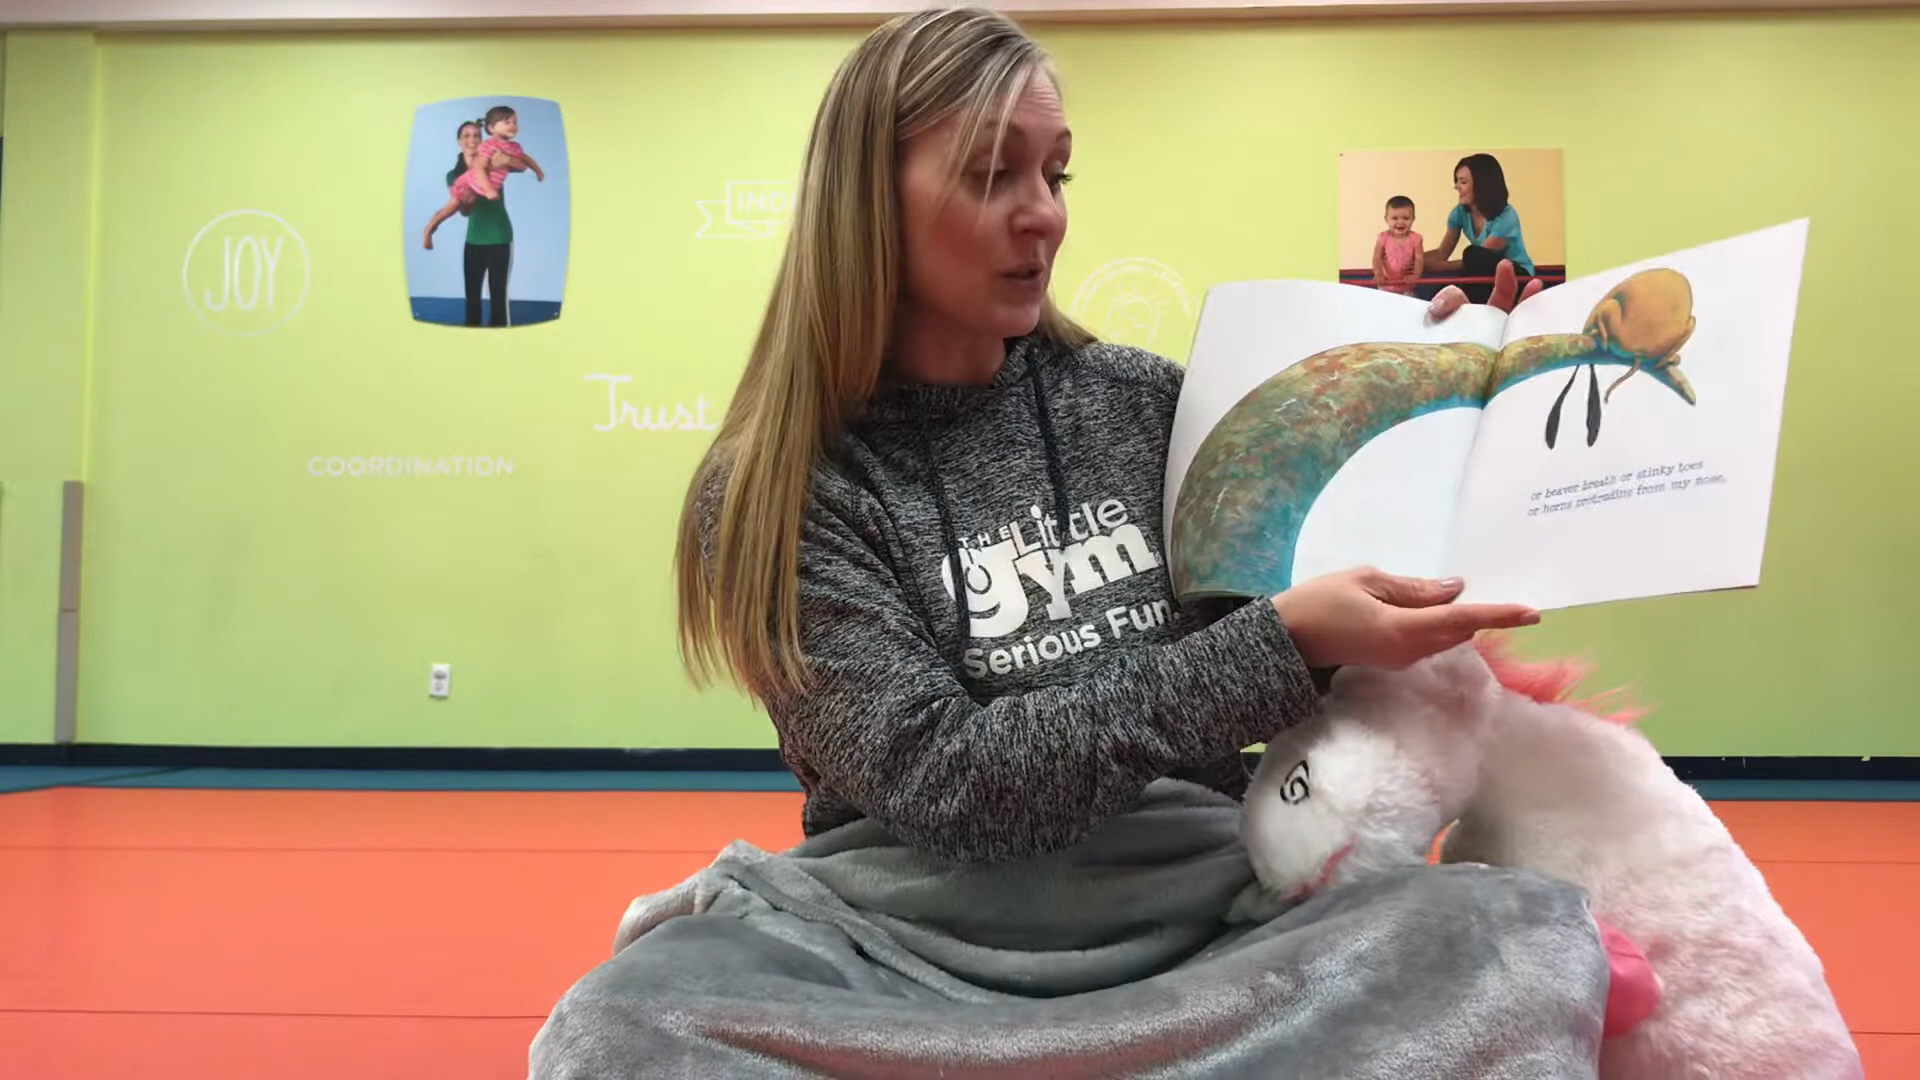 JOY
IND
Trust
COORDINATION
THE Little
gym
Serious Fun.
or beaver breath or stinky toes
or horns protruding from my nose,